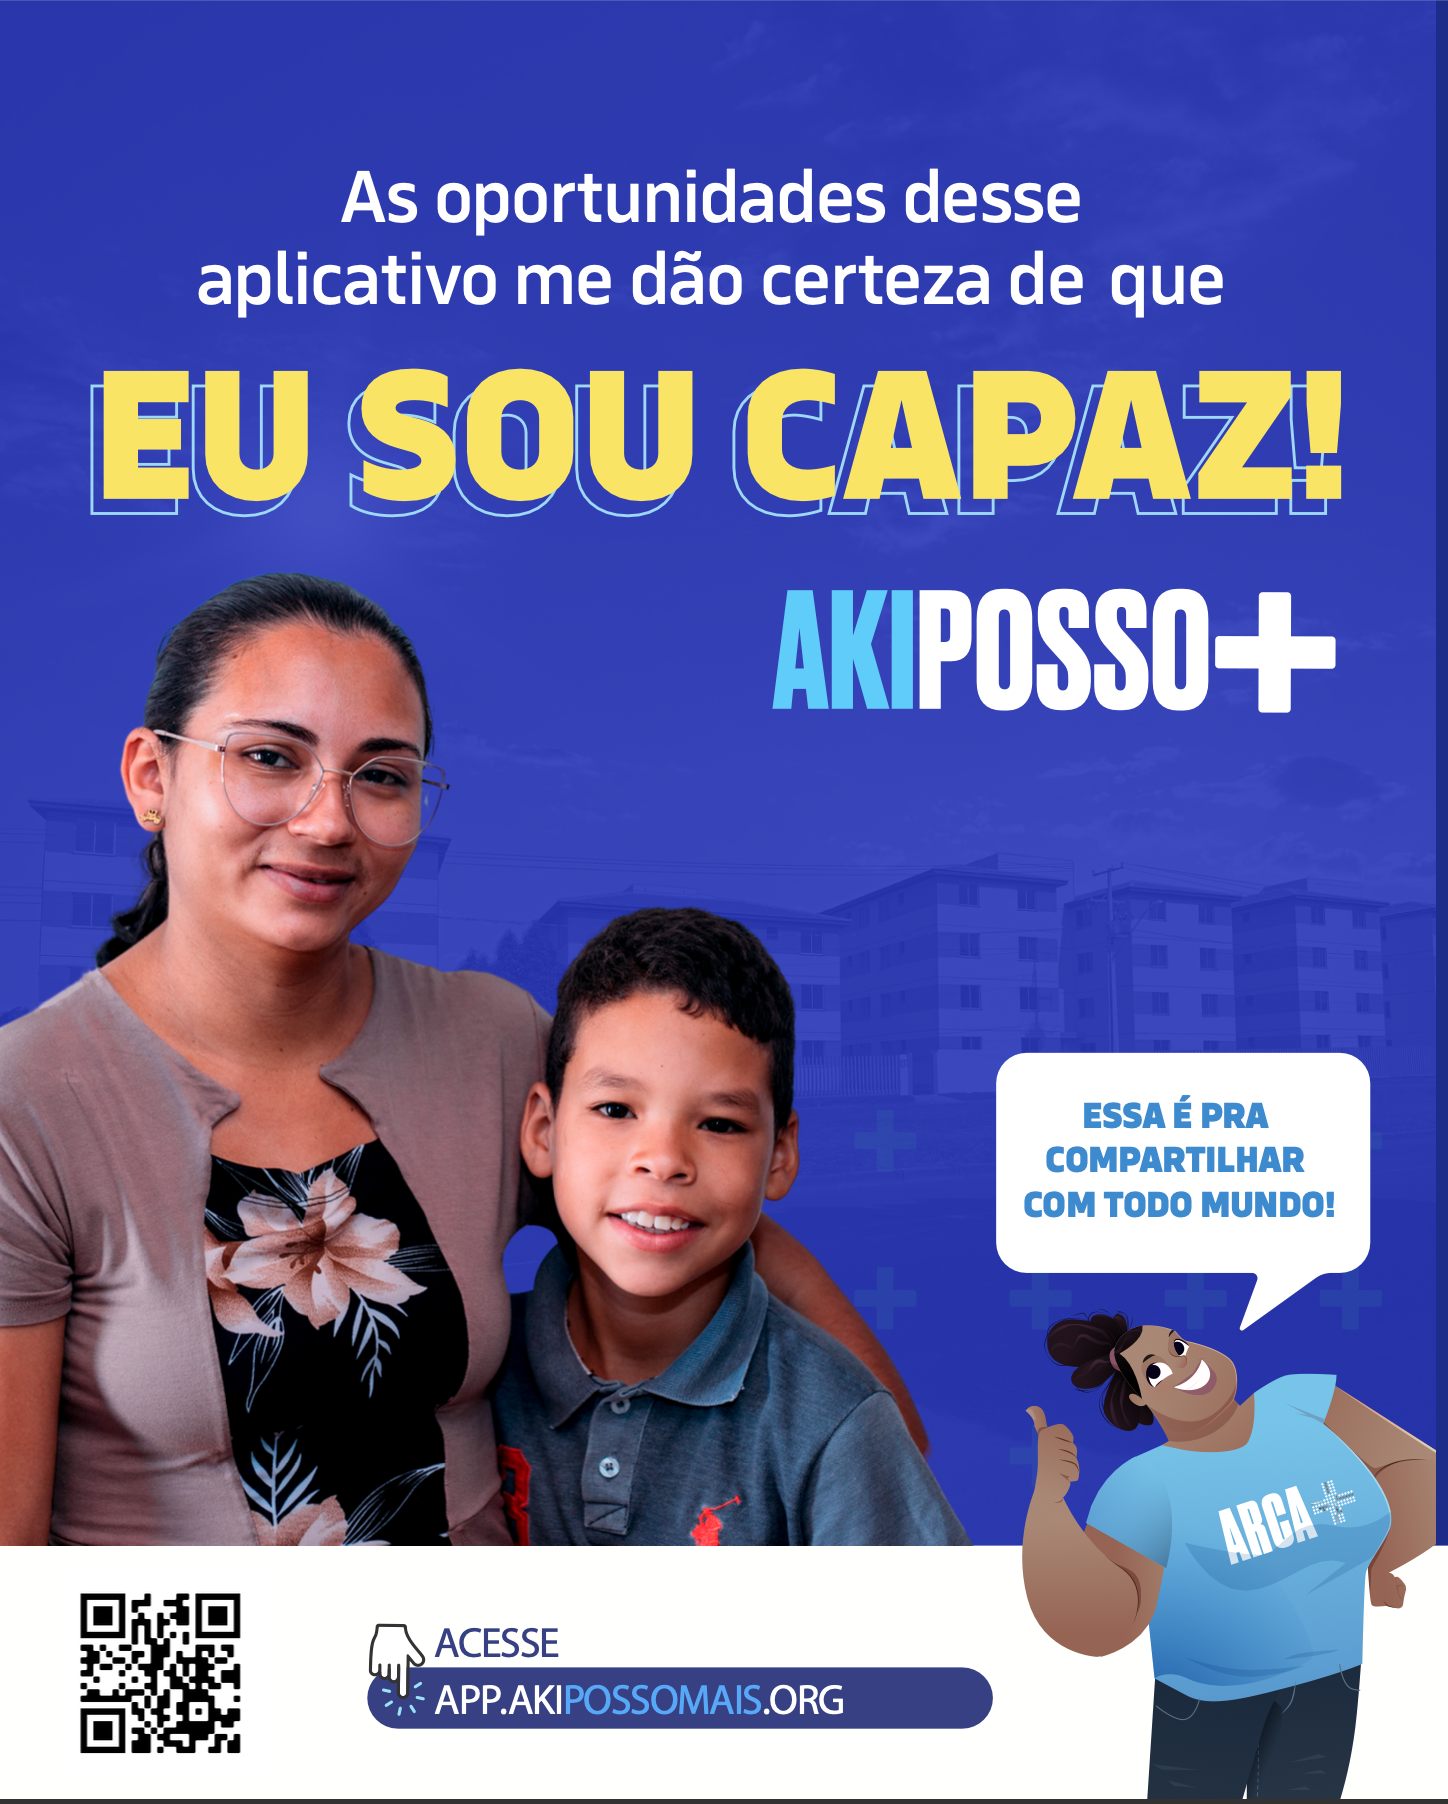 As oportunidades desse
aplicativo me dão certeza de que
EU SOU CAPAZ!
AKIPOSSO+
ESSA É PRA
COMPARTILHAR
COM TODO MUNDO!
ARCA+
ACESSE
APP.AKIPOSSOMAIS.ORG